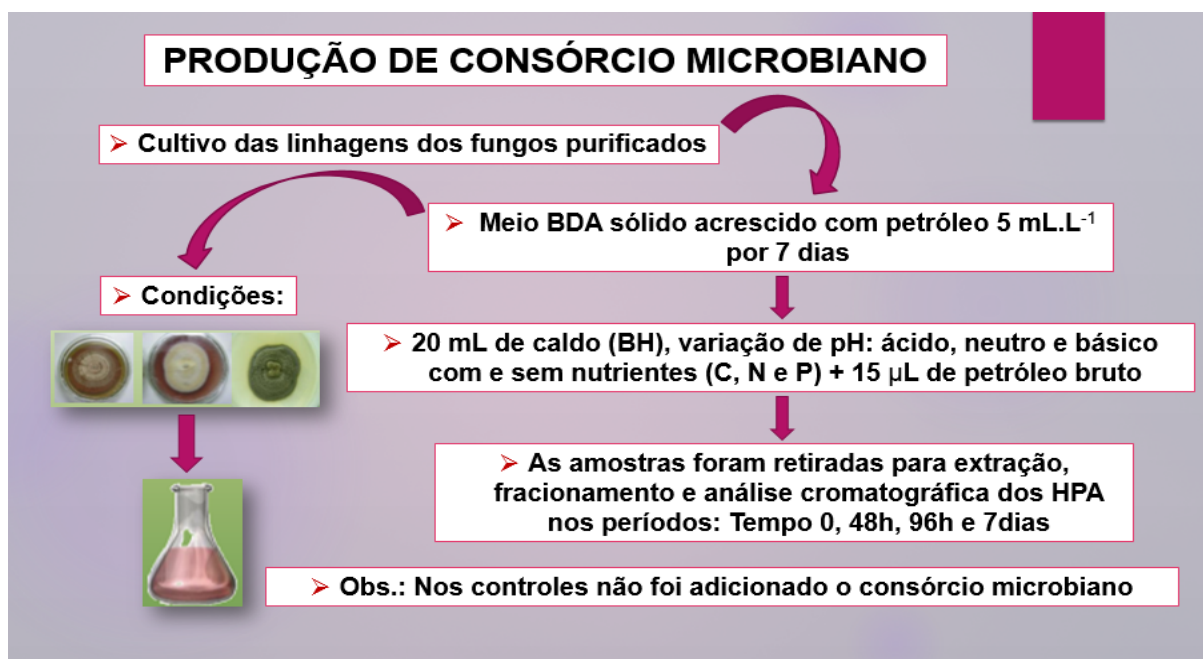 PRODUÇÃO DE CONSÓRCIO MICROBIANO
➢ Cultivo das linhagens dos fungos purificados
➢ Meio BDA sólido acrescido com petróleo 5 mL.L⁻¹
por 7 dias
➢ Condições:
➢ 20 mL de caldo (BH), variação de pH: ácido, neutro e básico
com e sem nutrientes (C, N e P) + 15 µL de petróleo bruto
➢ As amostras foram retiradas para extração,
fracionamento e análise cromatográfica dos HPA
nos períodos: Tempo 0, 48h, 96h e 7dias
➢ Obs.: Nos controles não foi adicionado o consórcio microbiano